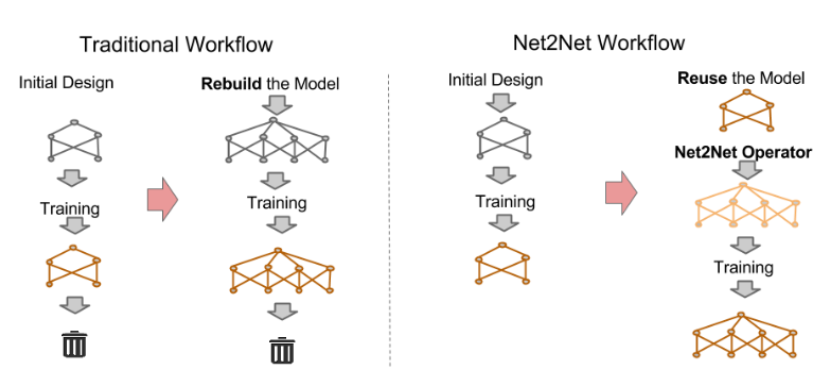 Traditional Workflow
Initial Design
Training
Rebuild the Model
Training
Net2Net Workflow
Initial Design
Training
Reuse the Model
Net2Net Operator
Training